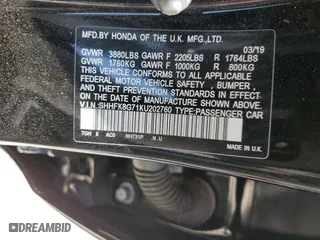 MFD.BY HONDA OF THE U.K. MFG.,LTD.
03/19
GVWR 3880LBS GAWR F 2205LBS R 1764LBS
GVWR 1760KG GAWR F 1000KG R 800KG
THIS VEHICLE CONFORMS TO ALL APPLICABLE
FEDERAL MOTOR VEHICLE SAFETY, BUMPER,
AND THEFT PREVENTION STANDARDS IN EFFECT
ON THE DATE OF MANUFACTURE SHOWN ABOVE.
V.I.N.:SHHFK8G71KU202760 TYPE:PASSENGER CAR
MADE IN U.K.
DREAMBID